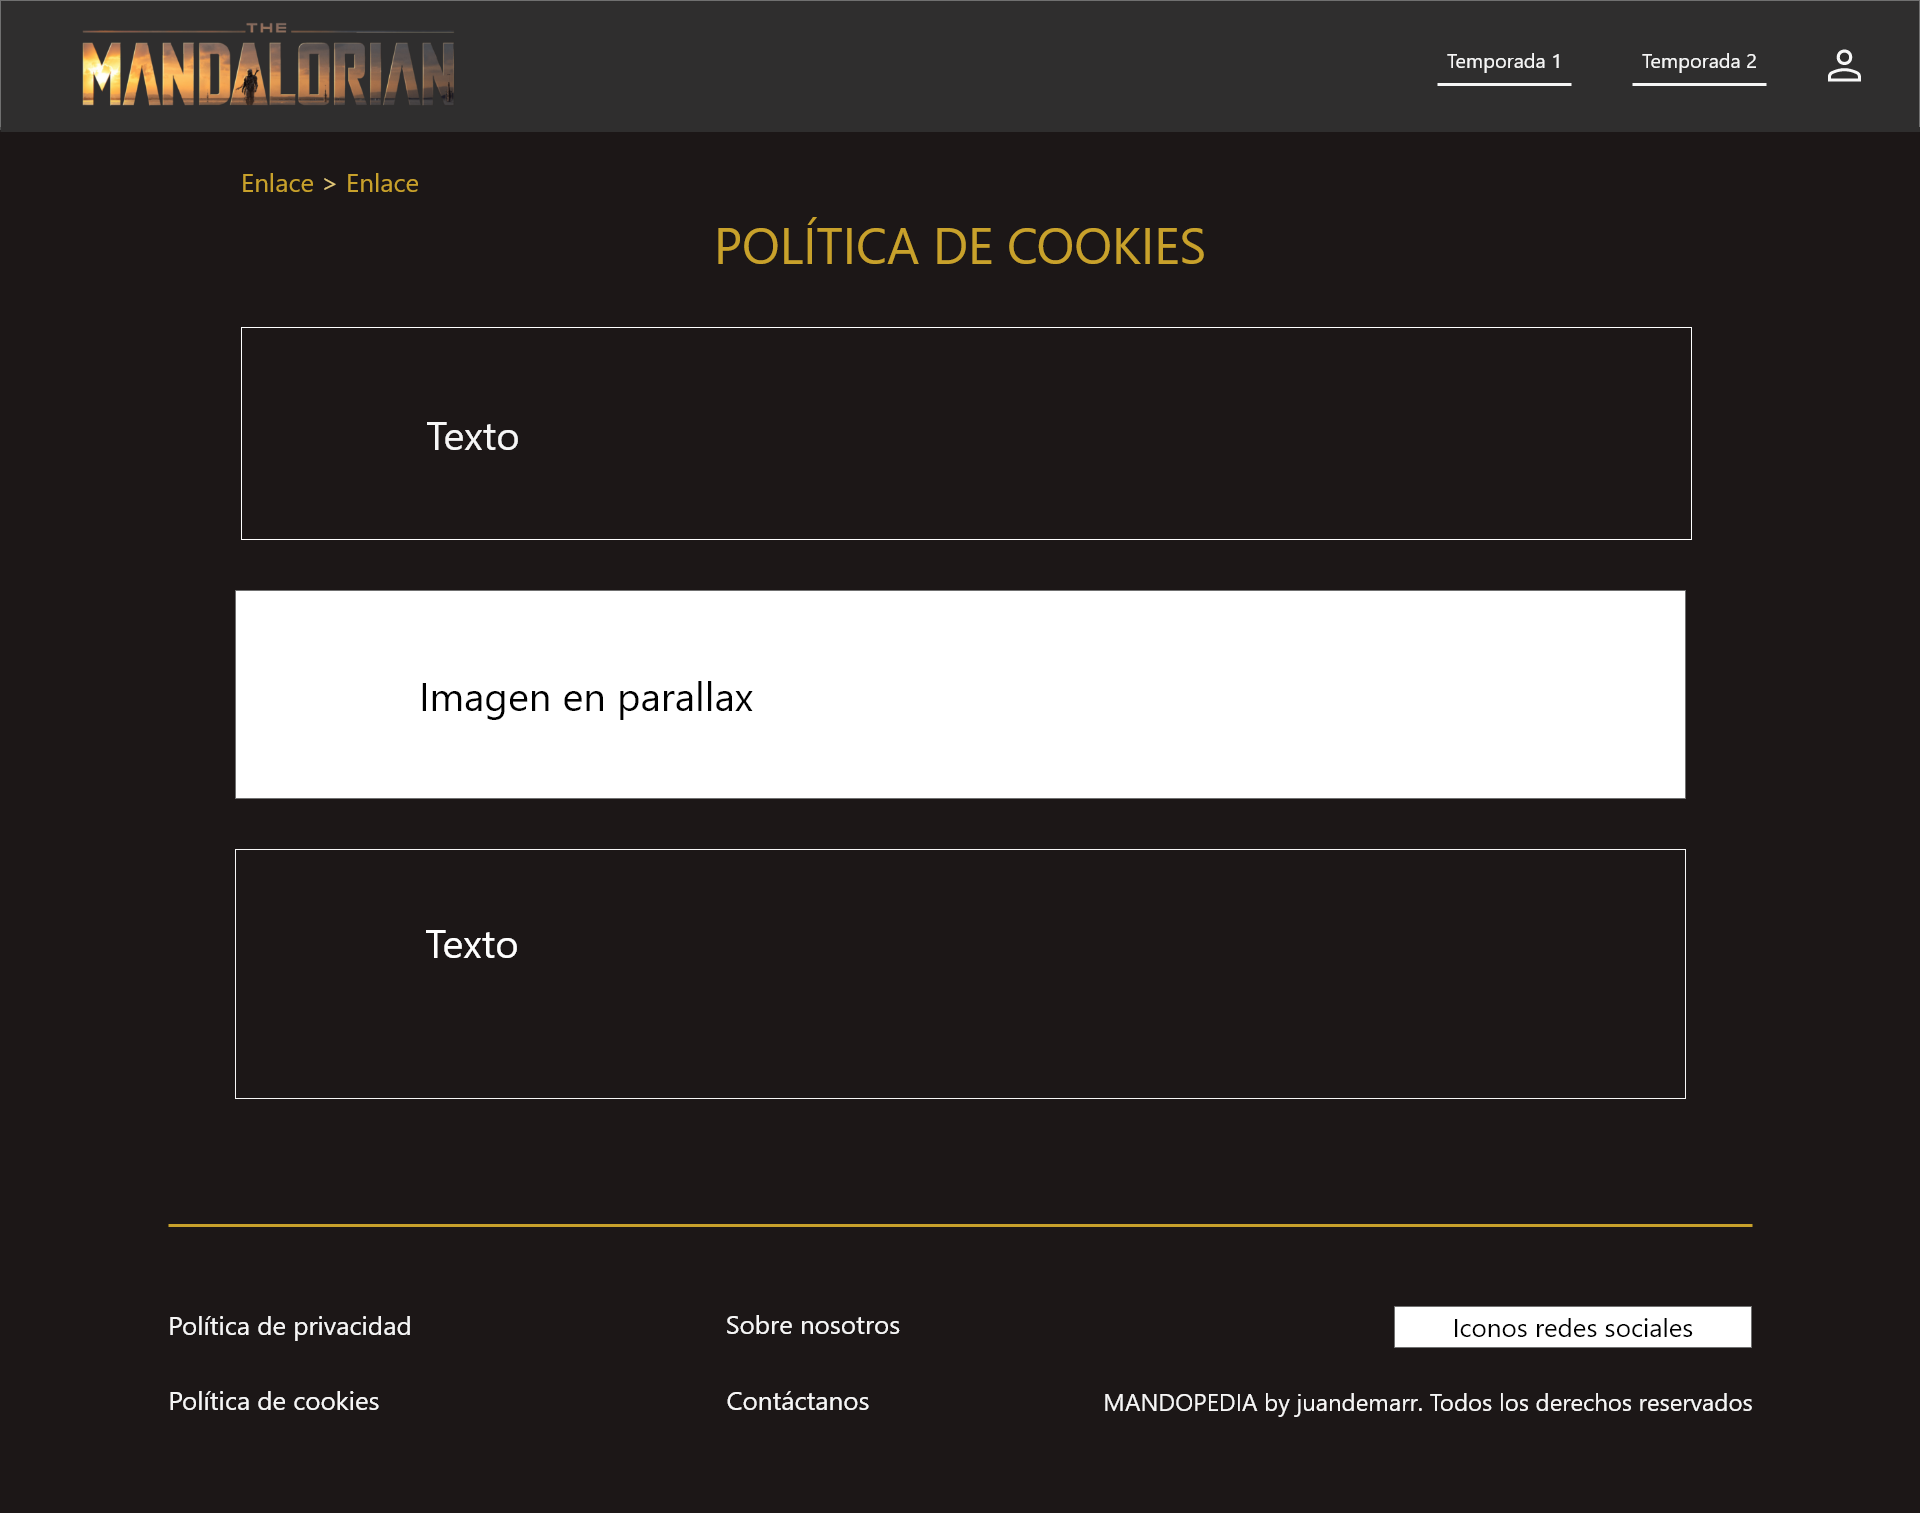 THE
MANDALORIAN
Temporada 1
Temporada 2
Enlace > Enlace
POLÍTICA DE COOKIES
Texto
Imagen en parallax
Texto
Política de privacidad
Sobre nosotros
Iconos redes sociales
Política de cookies
Contáctanos
MANDOPEDIA by juandemarr. Todos los derechos reservados